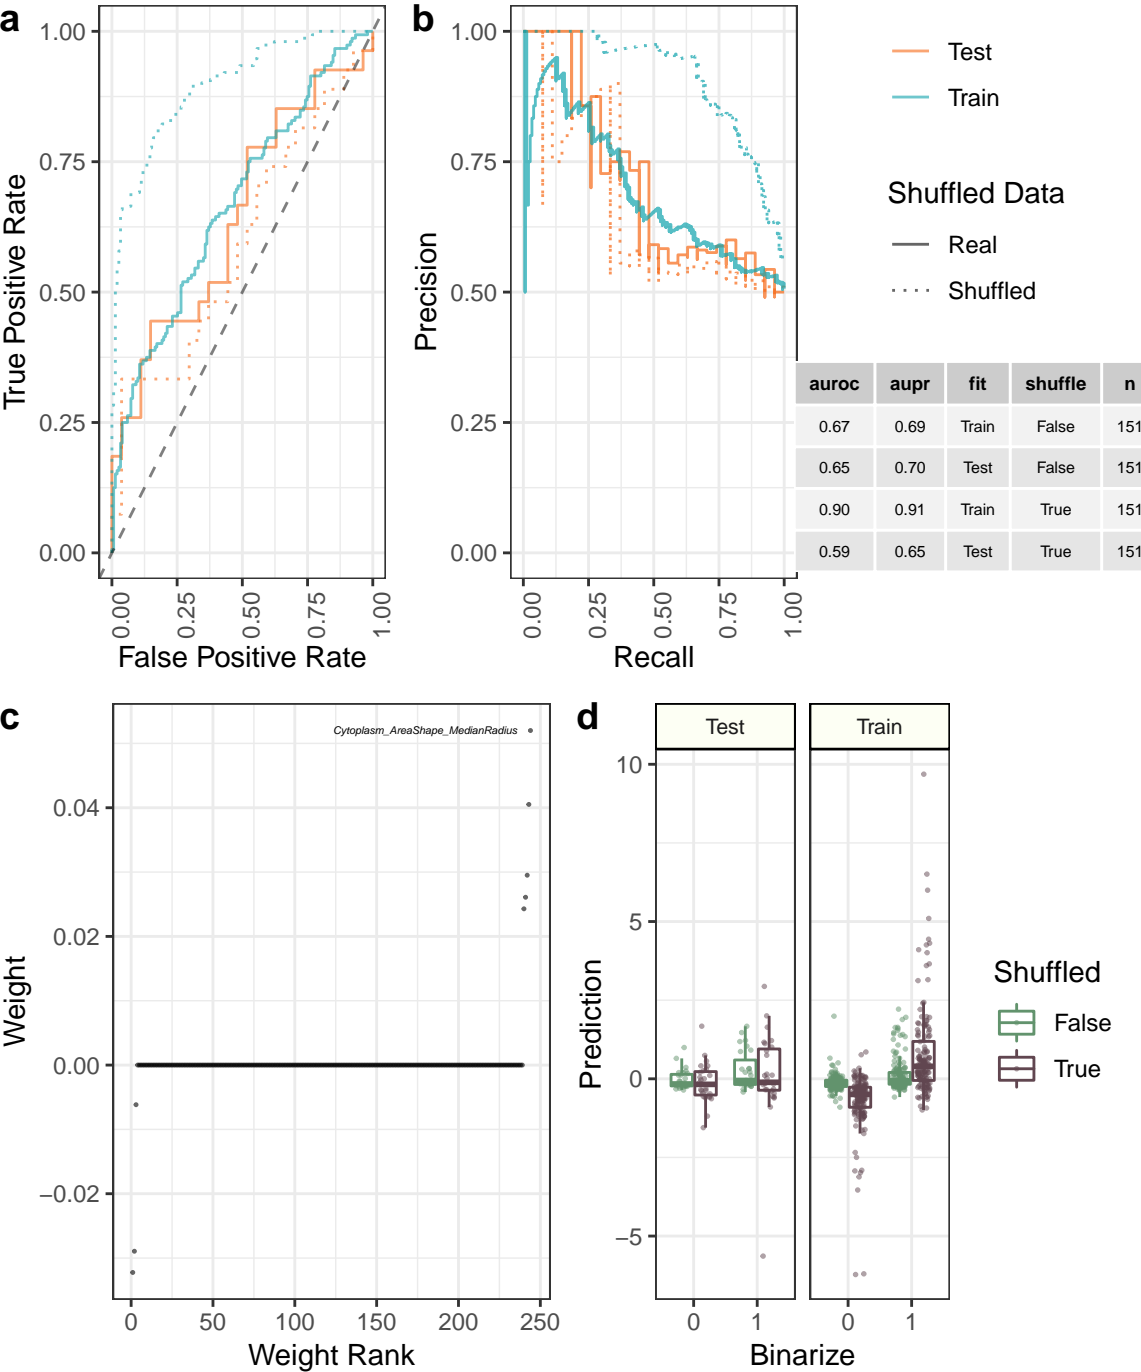 a
True Positive Rate
1.00
0.75
0.50
0.25
0.00
0.00
0.25
0.50
0.75
1.00
False Positive Rate
b
Precision
1.00
0.75
0.50
0.25
0.00
0.00
0.25
0.50
0.75
1.00
Recall
Test
Train
Shuffled Data
Real
Shuffled
auroc aupr fit shuffle n
0.67 0.69 Train False 151
0.65 0.70 Test False 151
0.90 0.91 Train True 151
0.59 0.65 Test True 151
c
Weight
0.04
0.02
0.00
−0.02
Cytoplasm_AreaShape_MedianRadius
0 50 100 150 200 250
Weight Rank
d
Test Train
Prediction
10
5
0
−5
0 1 0 1
Binarize
Shuffled
False
True